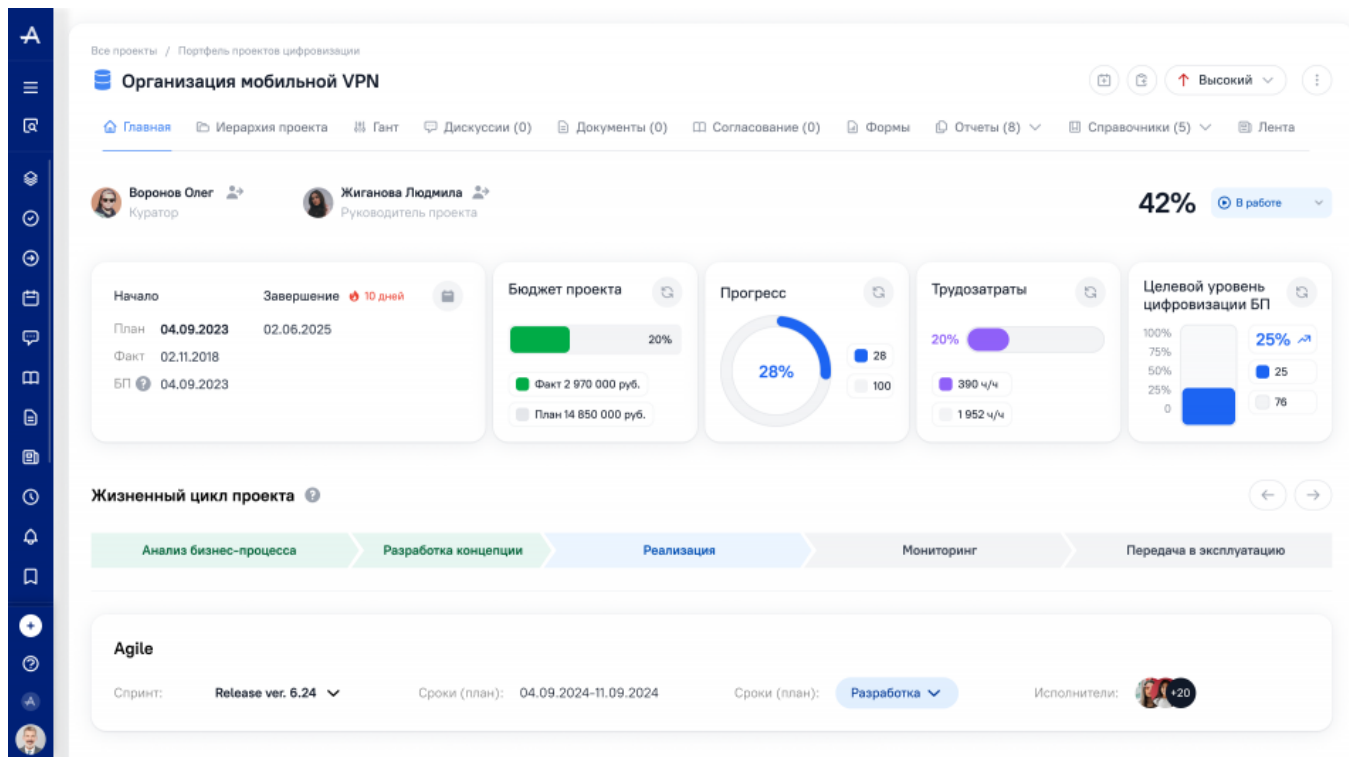 Все проекты / Портфель проектов цифровизации
Организация мобильной VPN
Высокий
Главная Иерархия проекта Гант Дискуссии (0) Документы (0) Согласование (0) Формы Отчеты (8) Справочники (5) Лента
Воронов Олег
Куратор
Жиганова Людмила
Руководитель проекта
42% В работе
Начало Завершение 10 дней
План 04.09.2023 02.06.2025
Факт 02.11.2018
БП ? 04.09.2023
Бюджет проекта
20%
Факт 2 970 000 руб.
План 14 850 000 руб.
Прогресс
28%
28
100
Трудозатраты
20%
390 ч/ч
1 952 ч/ч
Целевой уровень
цифровизации БП
100%
75%
50%
25%
0
25%
25
76
Жизненный цикл проекта ?
Анализ бизнес-процесса Разработка концепции Реализация Мониторинг Передача в эксплуатацию
Agile
Спринт: Release ver. 6.24 Сроки (план): 04.09.2024-11.09.2024 Сроки (план): Разработка Исполнители: +20